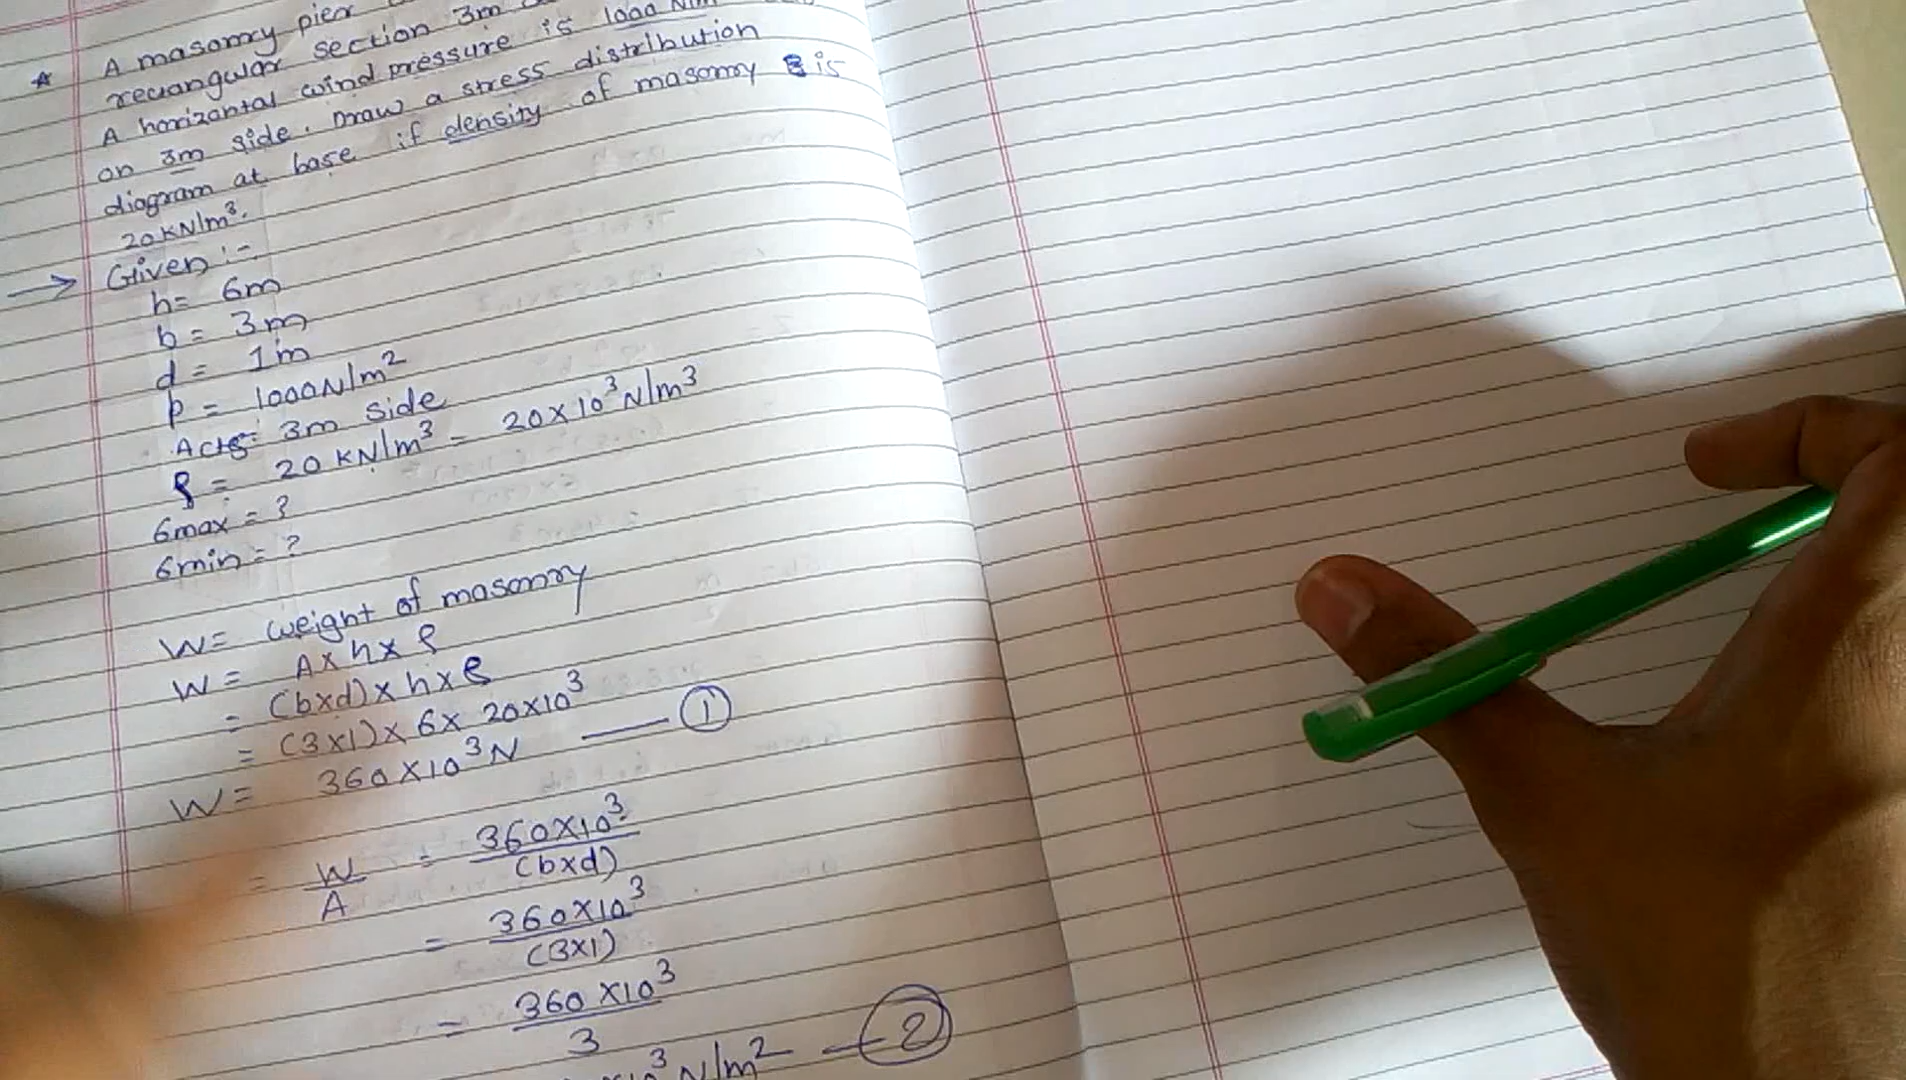 A masonry pier
rectangular section 3m
A horizontal wind pressure is 1000 N/m
on 3m side. Draw a stress distribution
diagram at base if density of masonry is
20 KN/m³.
→ Given :-
h = 6m
b = 3m
d = 1m
P = 1000N/m²
Acts = 3m side
ρ = 20 KN/m³ = 20×10³ N/m³
σmax = ?
σmin = ?
W = weight of masonry
W = A×h×ρ
= (b×d)×h×ρ
= (3×1)×6×20×10³
W = 360×10³N — ①
= W/A = 360×10³/(b×d)
= 360×10³/(3×1)
= 360×10³/3
×10³ N/m² — ②